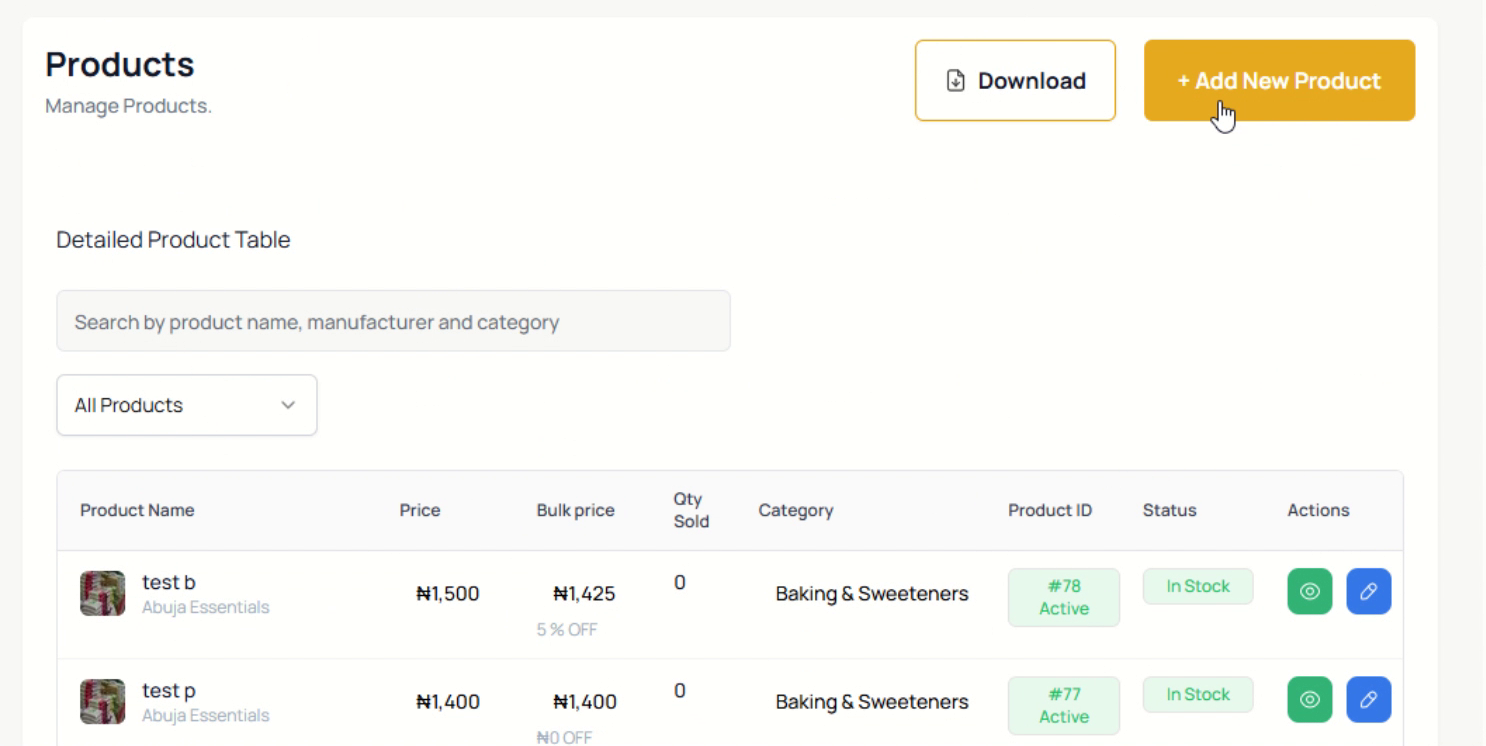 Products
Manage Products.
Download
+ Add New Product
Detailed Product Table
Search by product name, manufacturer and category
All Products
Product Name Price Bulk price Qty Sold Category Product ID Status Actions
test b
Abuja Essentials
₦1,500
₦1,425
5 % OFF
0
Baking & Sweeteners
#78
Active
In Stock
test p
Abuja Essentials
₦1,400
₦1,400
₦0 OFF
0
Baking & Sweeteners
#77
Active
In Stock